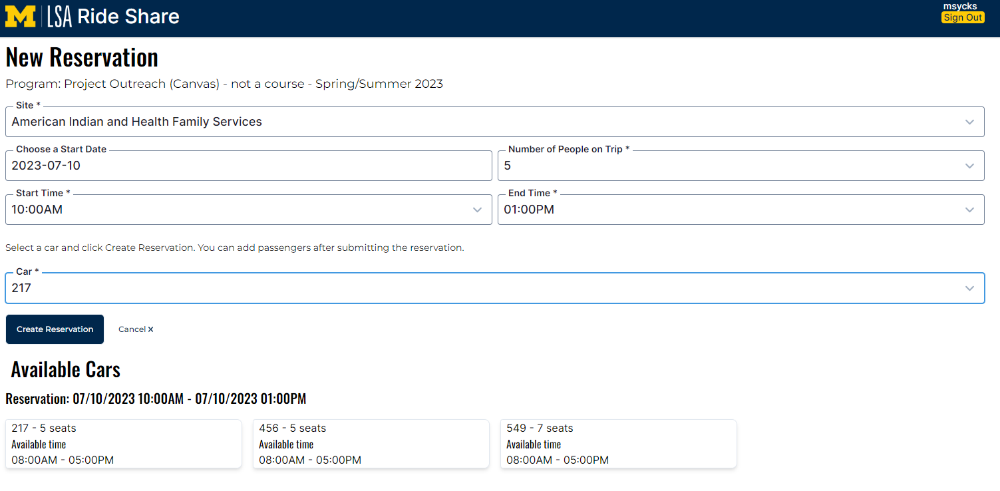 M LSA Ride Share
msycks
Sign Out
New Reservation
Program: Project Outreach (Canvas) - not a course - Spring/Summer 2023
Site *
American Indian and Health Family Services
Choose a Start Date
2023-07-10
Number of People on Trip *
5
Start Time *
10:00AM
End Time *
01:00PM
Select a car and click Create Reservation. You can add passengers after submitting the reservation.
Car *
217
Create Reservation
Cancel x
Available Cars
Reservation: 07/10/2023 10:00AM - 07/10/2023 01:00PM
217 - 5 seats
Available time
08:00AM - 05:00PM
456 - 5 seats
Available time
08:00AM - 05:00PM
549 - 7 seats
Available time
08:00AM - 05:00PM